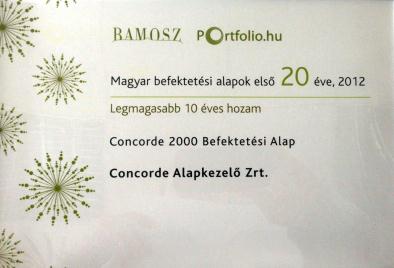 BAMOSZ Portfolio.hu
Magyar befektetési alapok első 20 éve, 2012
Legmagasabb 10 éves hozam
Concorde 2000 Befektetési Alap
Concorde Alapkezelő Zrt.